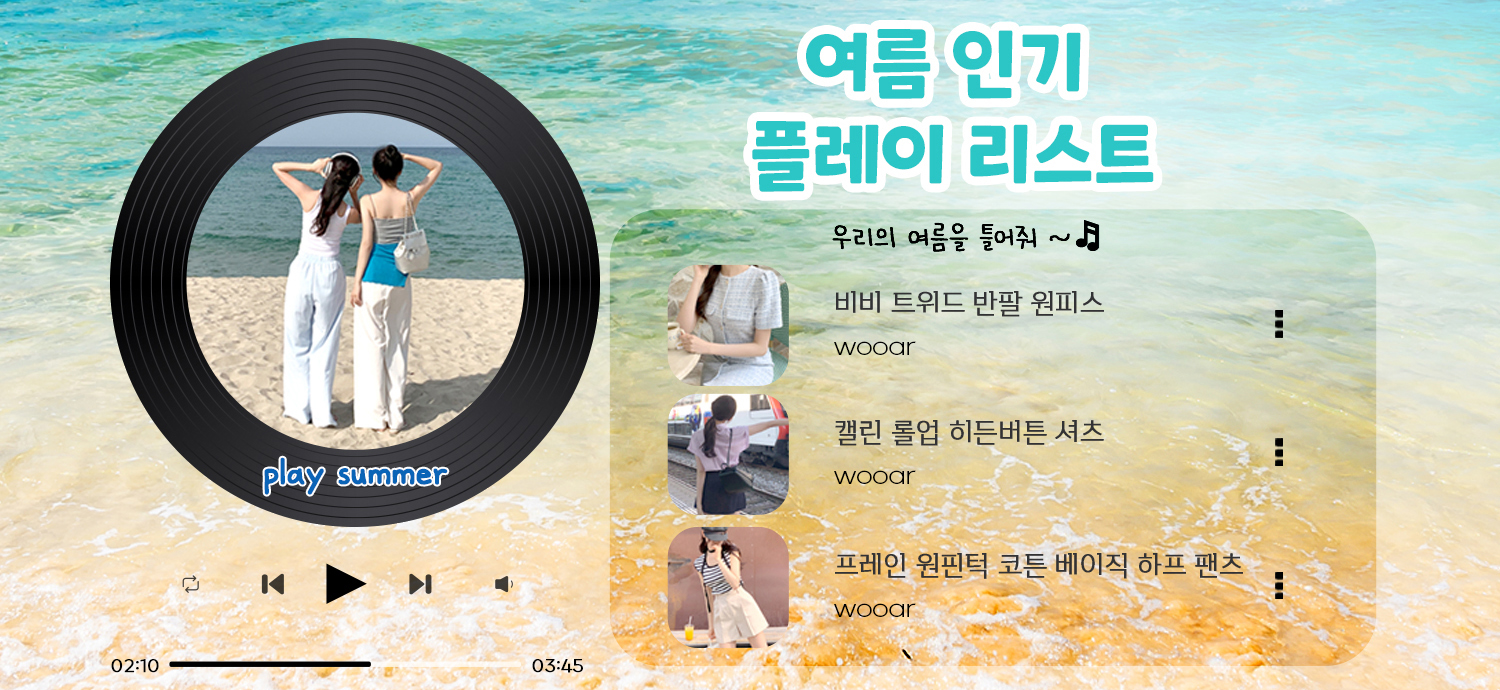 여름 인기
플레이 리스트
우리의 여름을 틀어줘 ~♫
비비 트위드 반팔 원피스
wooar
캘린 롤업 히든버튼 셔츠
wooar
프레인 원핀턱 코튼 베이직 하프 팬츠
wooar
play summer
02:10
03:45